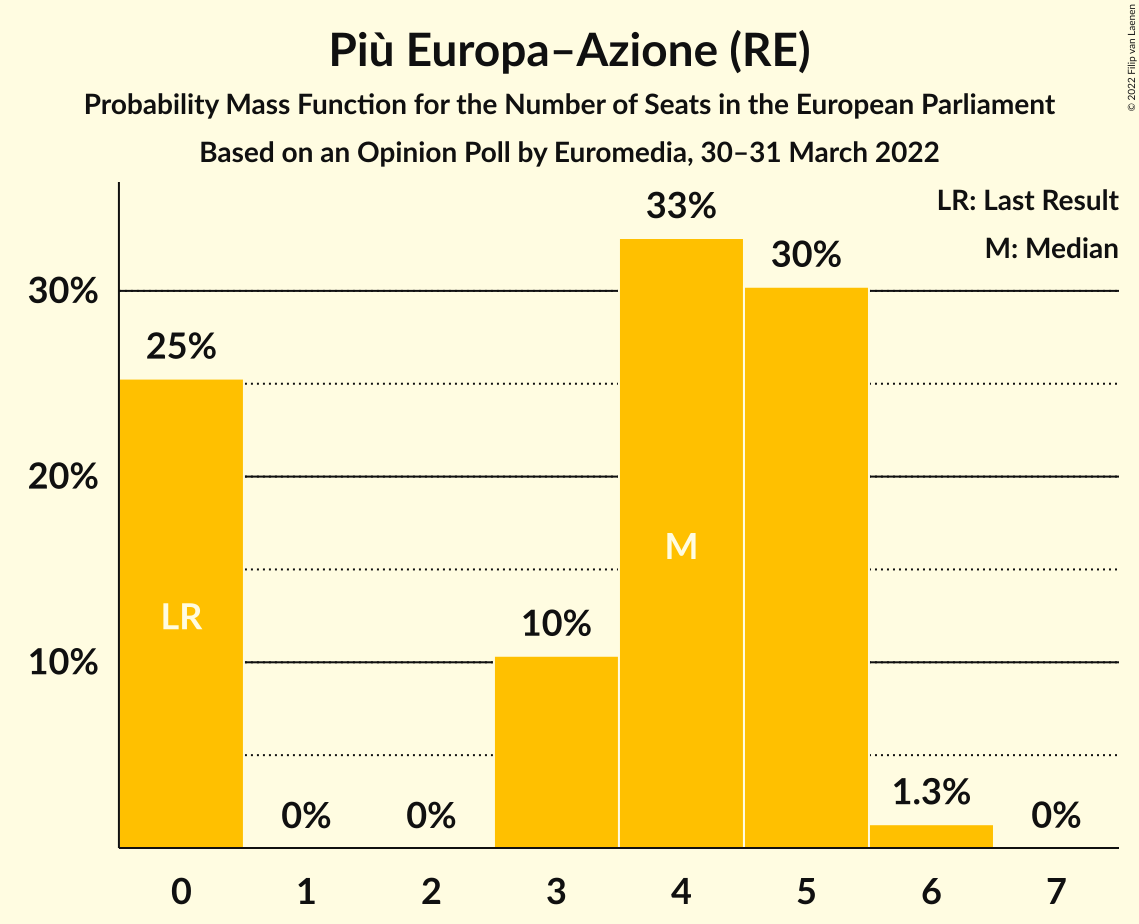 © 2022 Filip van Laenen
Più Europa–Azione (RE)
Probability Mass Function for the Number of Seats in the European Parliament
Based on an Opinion Poll by Euromedia, 30–31 March 2022
LR: Last Result
M: Median
33%
30%
30%
25%
20%
M
LR
10%
10%
1.3%
0%
0%
0%
0 1 2 3 4 5 6 7